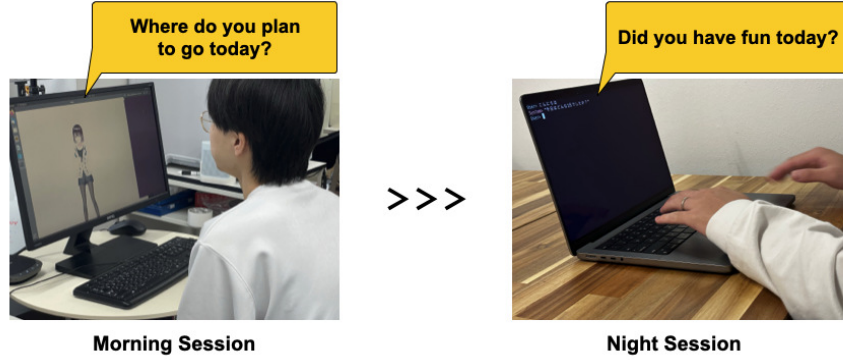 Where do you plan
to go today?
Did you have fun today?
>>>
Morning Session
Night Session